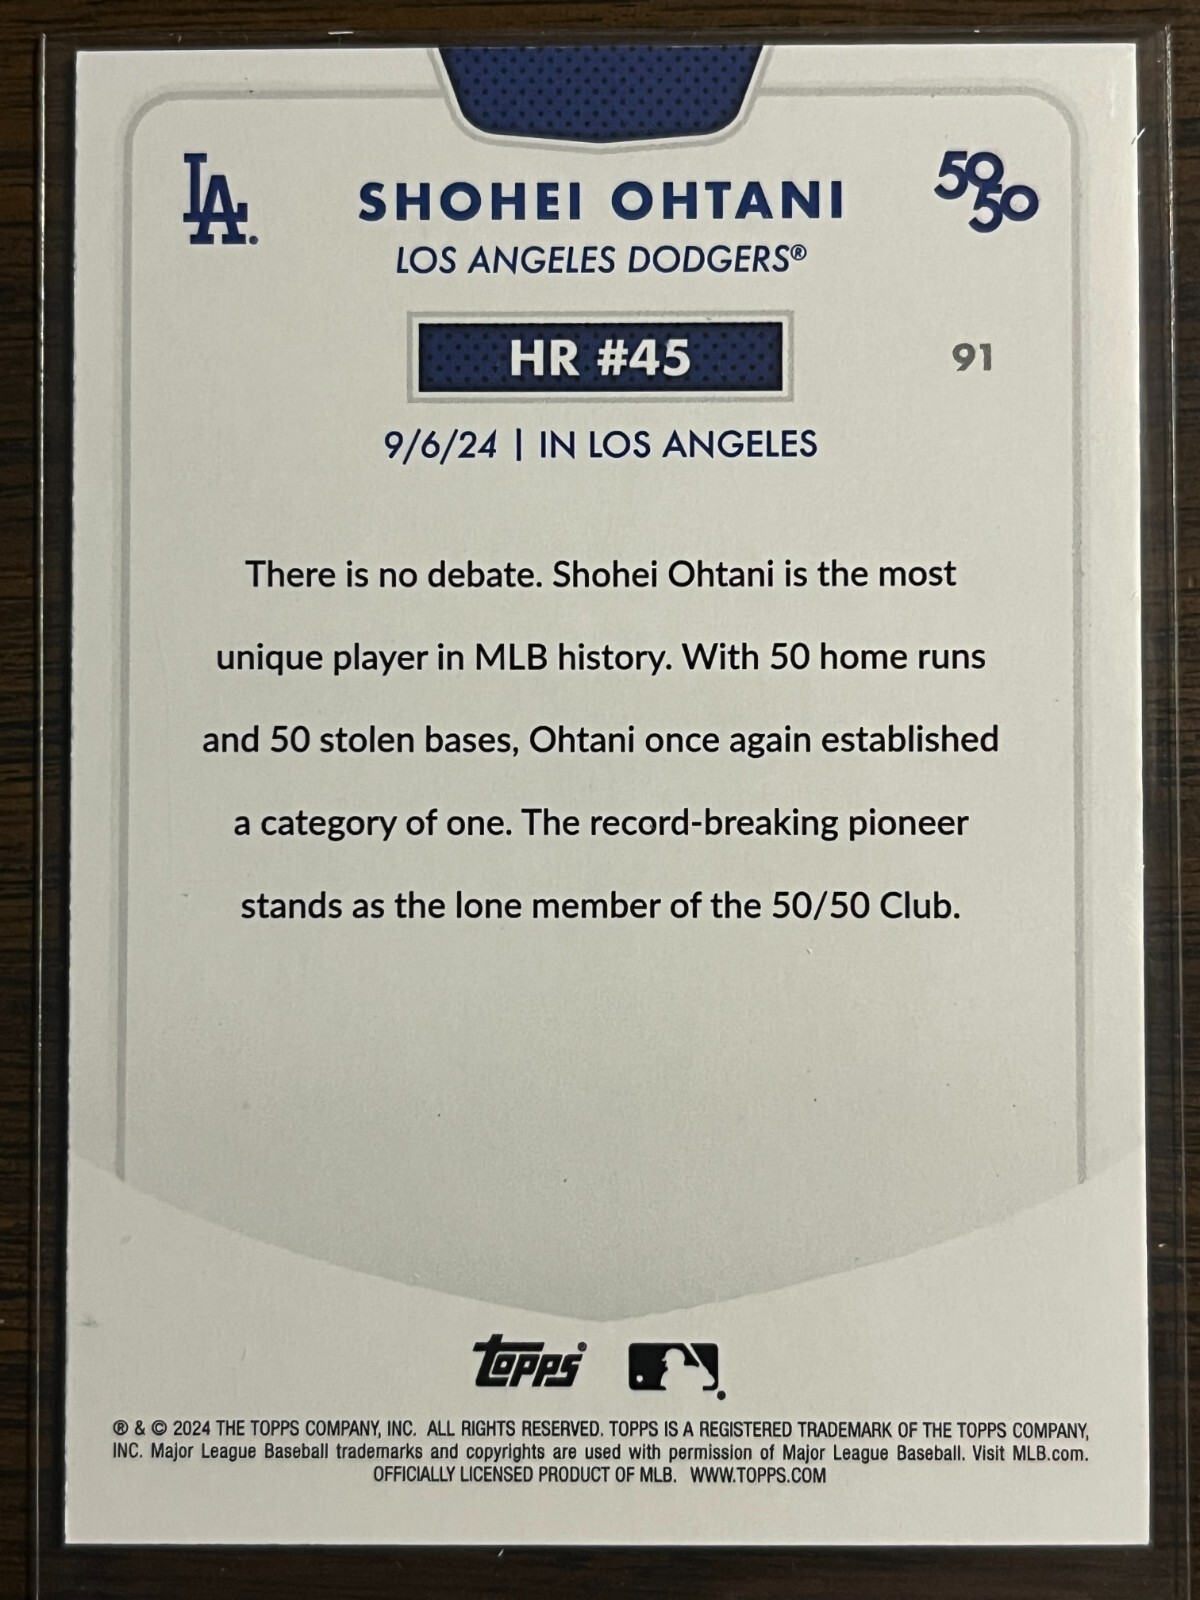 LA
SHOHEI OHTANI
50
50
LOS ANGELES DODGERS®
HR #45
91
9/6/24 | IN LOS ANGELES
There is no debate. Shohei Ohtani is the most
unique player in MLB history. With 50 home runs
and 50 stolen bases, Ohtani once again established
a category of one. The record-breaking pioneer
stands as the lone member of the 50/50 Club.
topps®
® & © 2024 THE TOPPS COMPANY, INC. ALL RIGHTS RESERVED. TOPPS IS A REGISTERED TRADEMARK OF THE TOPPS COMPANY,
INC. Major League Baseball trademarks and copyrights are used with permission of Major League Baseball. Visit MLB.com.
OFFICIALLY LICENSED PRODUCT OF MLB. WWW.TOPPS.COM